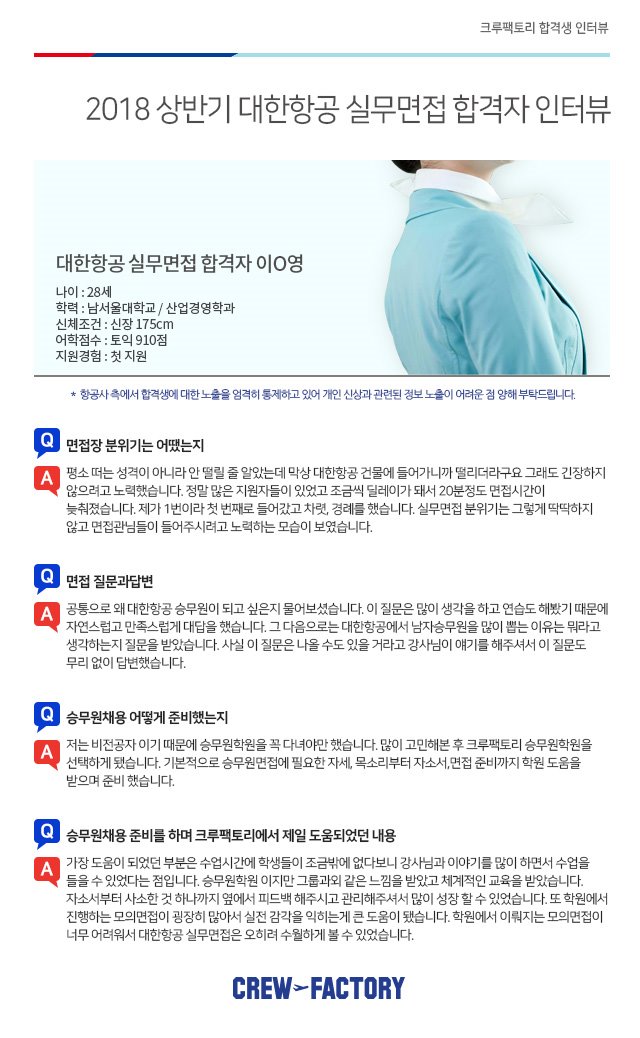 크루팩토리 합격생 인터뷰
2018 상반기 대한항공 실무면접 합격자 인터뷰
대한항공 실무면접 합격자 이O영
나이 : 28세
학력 : 남서울대학교 / 산업경영학과
신체조건 : 신장 175cm
어학점수 : 토익 910점
지원경험 : 첫 지원
* 항공사 측에서 합격생에 대한 노출을 엄격히 통제하고 있어 개인 신상과 관련된 정보 노출이 어려운 점 양해 부탁드립니다.
Q 면접장 분위기는 어땠는지
A 평소 떠는 성격이 아니라 안 떨릴 줄 알았는데 막상 대한항공 건물에 들어가니까 떨리더라구요 그래도 긴장하지
않으려고 노력했습니다. 정말 많은 지원자들이 있었고 조금씩 딜레이가 돼서 20분정도 면접시간이
늦춰졌습니다. 제가 1번이라 첫 번째로 들어갔고 차렷, 경례를 했습니다. 실무면접 분위기는 그렇게 딱딱하지
않고 면접관님들이 들어주시려고 노력하는 모습이 보였습니다.
Q 면접 질문과답변
A 공통으로 왜 대한항공 승무원이 되고 싶은지 물어보셨습니다. 이 질문은 많이 생각을 하고 연습도 해봤기 때문에
자연스럽고 만족스럽게 대답을 했습니다. 그 다음으로는 대한항공에서 남자승무원을 많이 뽑는 이유는 뭐라고
생각하는지 질문을 받았습니다. 사실 이 질문은 나올 수도 있을 거라고 강사님이 얘기를 해주셔서 이 질문도
무리 없이 답변했습니다.
Q 승무원채용 어떻게 준비했는지
A 저는 비전공자 이기 때문에 승무원학원을 꼭 다녀야만 했습니다. 많이 고민해본 후 크루팩토리 승무원학원을
선택하게 됐습니다. 기본적으로 승무원면접에 필요한 자세, 목소리부터 자소서,면접 준비까지 학원 도움을
받으며 준비 했습니다.
Q 승무원채용 준비를 하며 크루팩토리에서 제일 도움되었던 내용
A 가장 도움이 되었던 부분은 수업시간에 학생들이 조금밖에 없다보니 강사님과 이야기를 많이 하면서 수업을
들을 수 있었다는 점입니다. 승무원학원 이지만 그룹과외 같은 느낌을 받았고 체계적인 교육을 받았습니다.
자소서부터 사소한 것 하나까지 옆에서 피드백 해주시고 관리해주셔서 많이 성장 할 수 있었습니다. 또 학원에서
진행하는 모의면접이 굉장히 많아서 실전 감각을 익히는게 큰 도움이 됐습니다. 학원에서 이뤄지는 모의면접이
너무 어려워서 대한항공 실무면접은 오히려 수월하게 볼 수 있었습니다.
CREW FACTORY